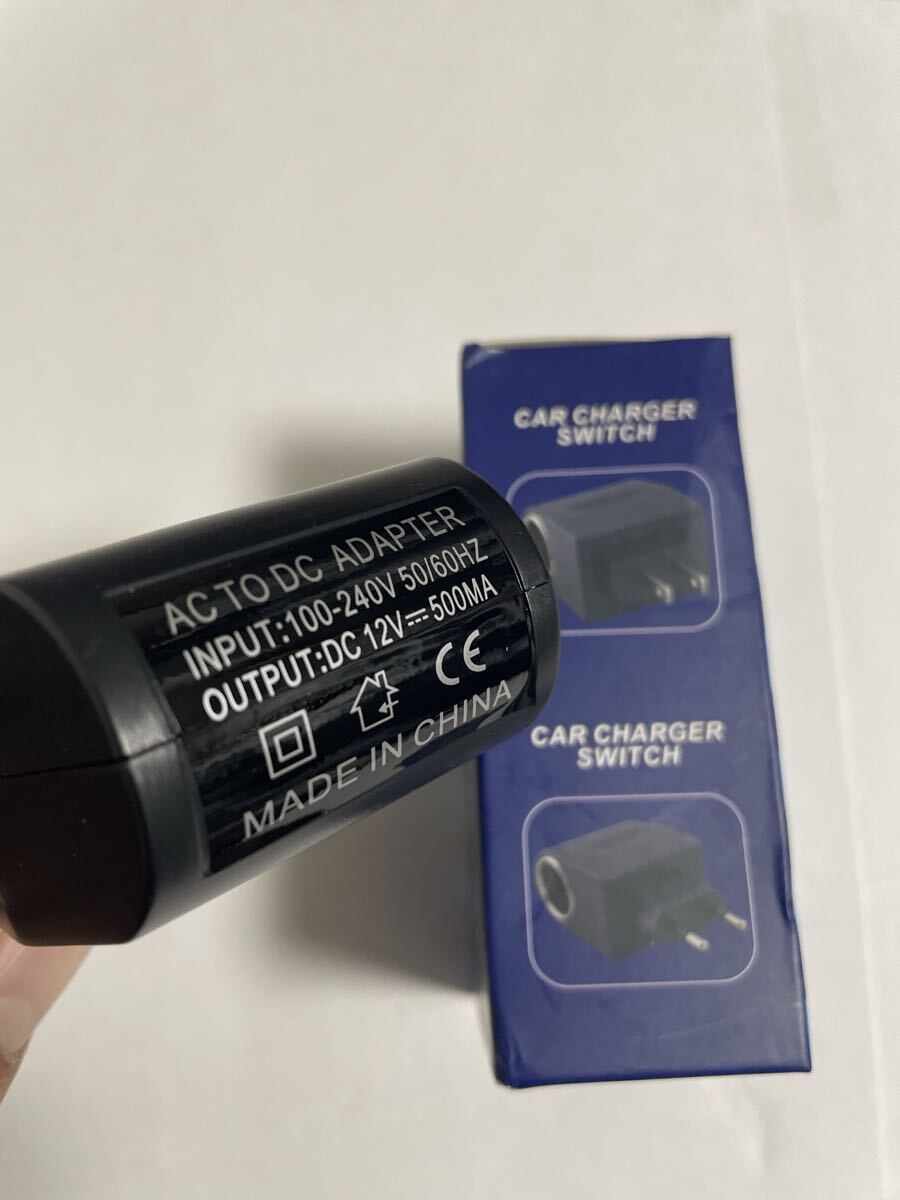 CAR CHARGER
SWITCH
AC TO DC ADAPTER
INPUT:100-240V 50/60HZ
OUTPUT:DC 12V⎓500MA
CE
MADE IN CHINA
CAR CHARGER
SWITCH